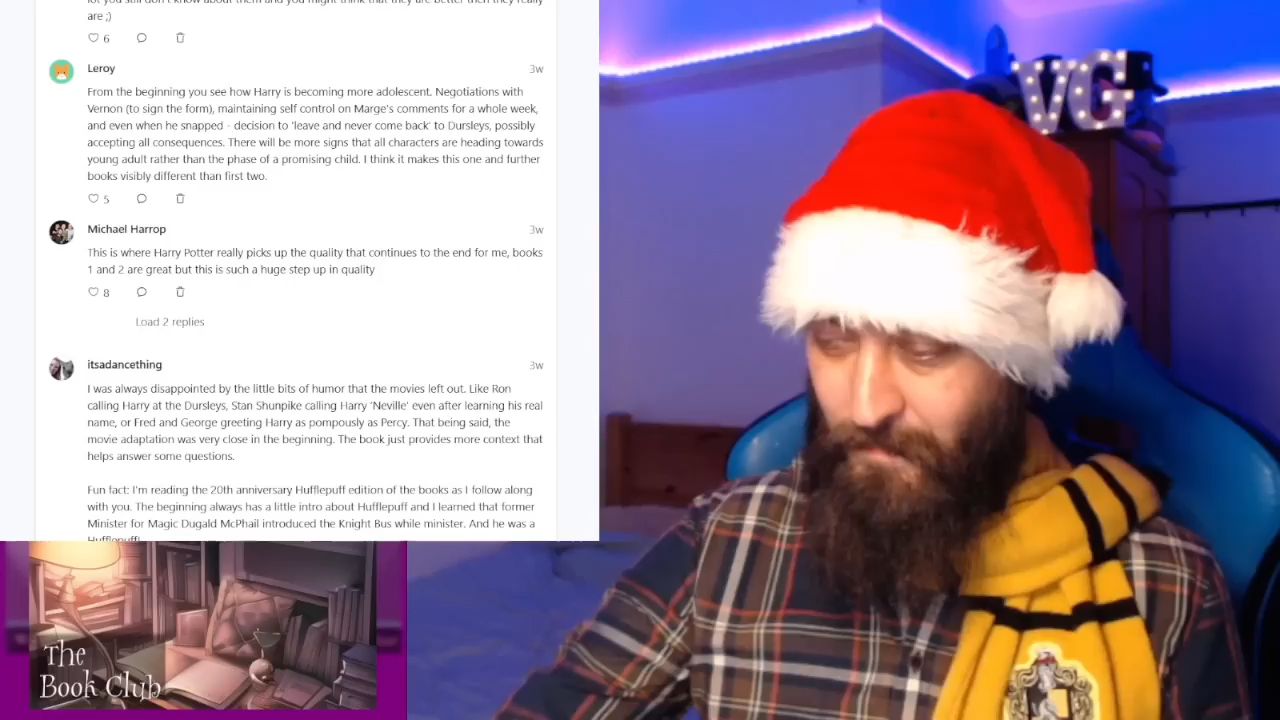 lot you still don't know about them and you might think that they are better then they really
are ;)
6
Leroy
3w
From the beginning you see how Harry is becoming more adolescent. Negotiations with
Vernon (to sign the form), maintaining self control on Marge's comments for a whole week,
and even when he snapped - decision to 'leave and never come back' to Dursleys, possibly
accepting all consequences. There will be more signs that all characters are heading towards
young adult rather than the phase of a promising child. I think it makes this one and further
books visibly different than first two.
5
Michael Harrop
3w
This is where Harry Potter really picks up the quality that continues to the end for me, books
1 and 2 are great but this is such a huge step up in quality
8
Load 2 replies
itsadancething
3w
I was always disappointed by the little bits of humor that the movies left out. Like Ron
calling Harry at the Dursleys, Stan Shunpike calling Harry 'Neville' even after learning his real
name, or Fred and George greeting Harry as pompously as Percy. That being said, the
movie adaptation was very close in the beginning. The book just provides more context that
helps answer some questions.
Fun fact: I'm reading the 20th anniversary Hufflepuff edition of the books as I follow along
with you. The beginning always has a little intro about Hufflepuff and I learned that former
Minister for Magic Dugald McPhail introduced the Knight Bus while minister. And he was a
Hufflepuff!
VG
The
Book Club